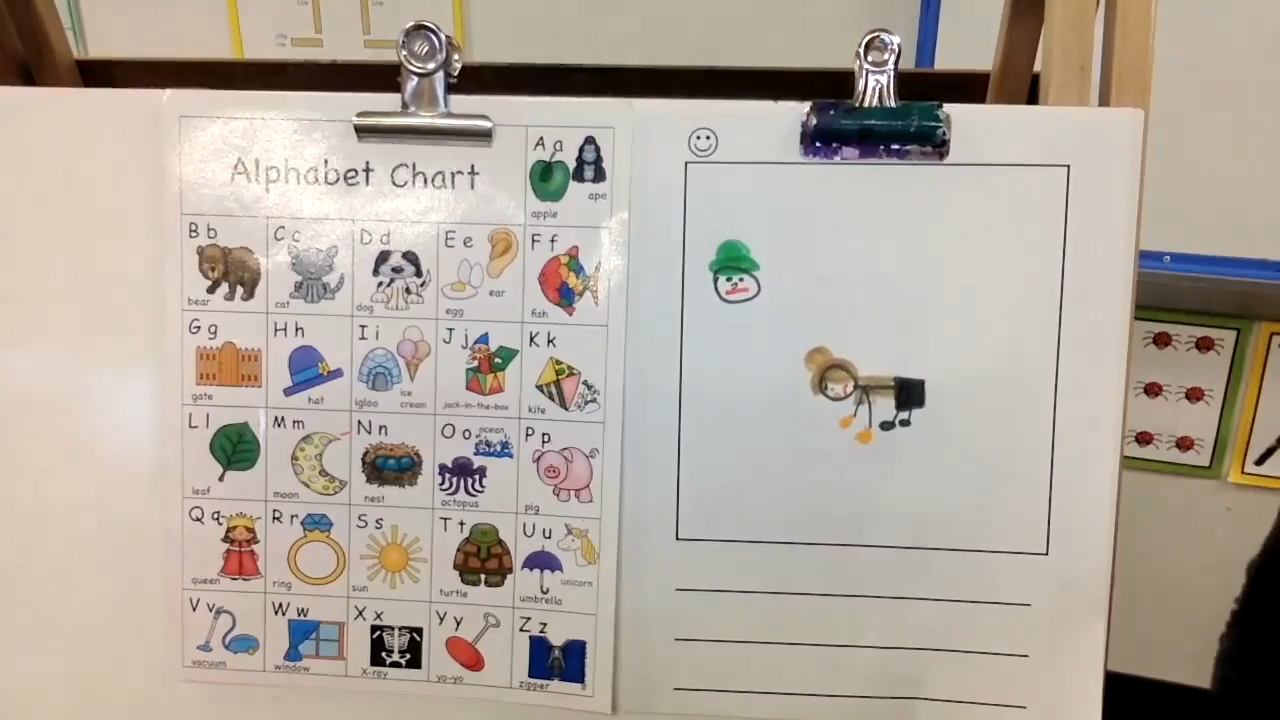 Alphabet Chart
A a
apple
ape
B b
bear
C c
cat
D d
dog
E e
egg
ear
F f
fish
G g
gate
H h
hat
I i
igloo
ice
cream
J j
jack-in-the-box
K k
kite
L l
leaf
M m
moon
N n
nest
O o
ocean
octopus
P p
pig
Q q
queen
R r
ring
S s
sun
T t
turtle
U u
umbrella
unicorn
V v
vacuum
W w
window
X x
x-ray
Y y
yo-yo
Z z
zipper